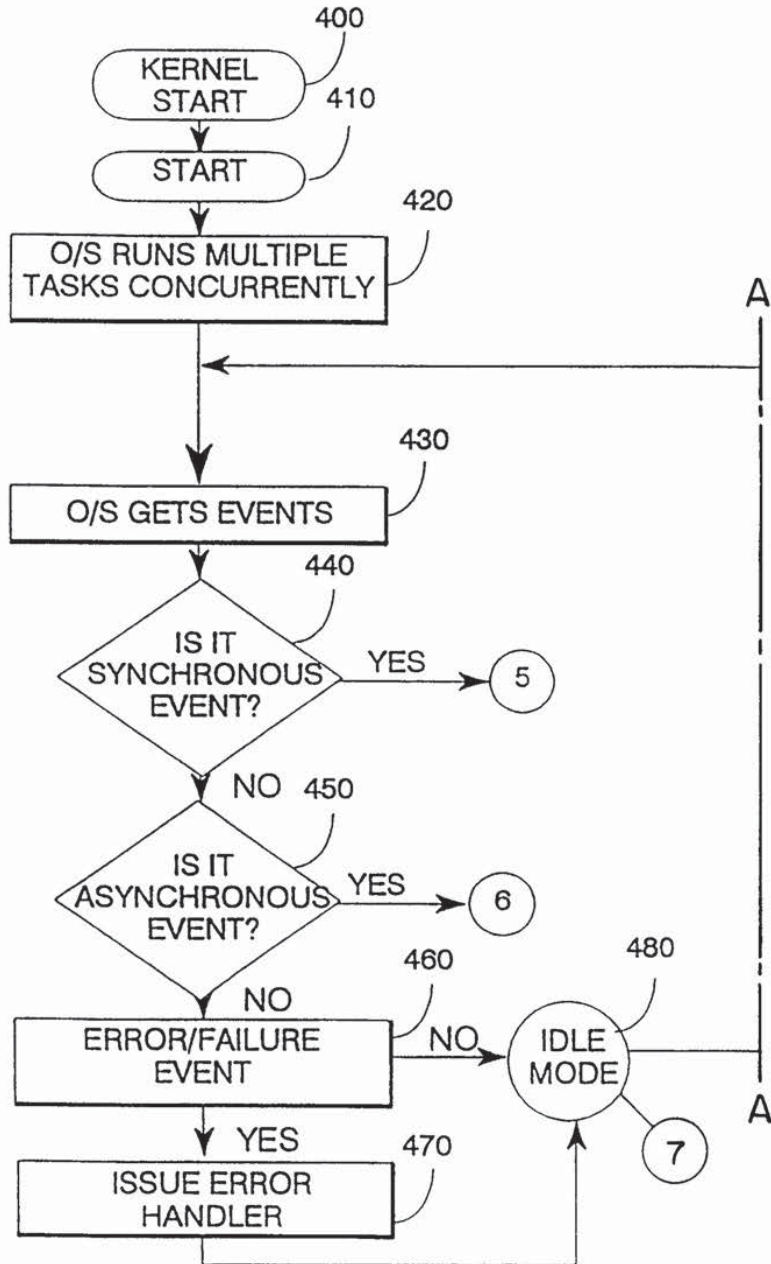 400
KERNEL
START
410
START
420
O/S RUNS MULTIPLE
TASKS CONCURRENTLY
A
430
O/S GETS EVENTS
440
IS IT
SYNCHRONOUS
EVENT?
YES
5
NO
450
IS IT
ASYNCHRONOUS
EVENT?
YES
6
NO
460
ERROR/FAILURE
EVENT
NO
480
IDLE
MODE
A
7
YES
470
ISSUE ERROR
HANDLER